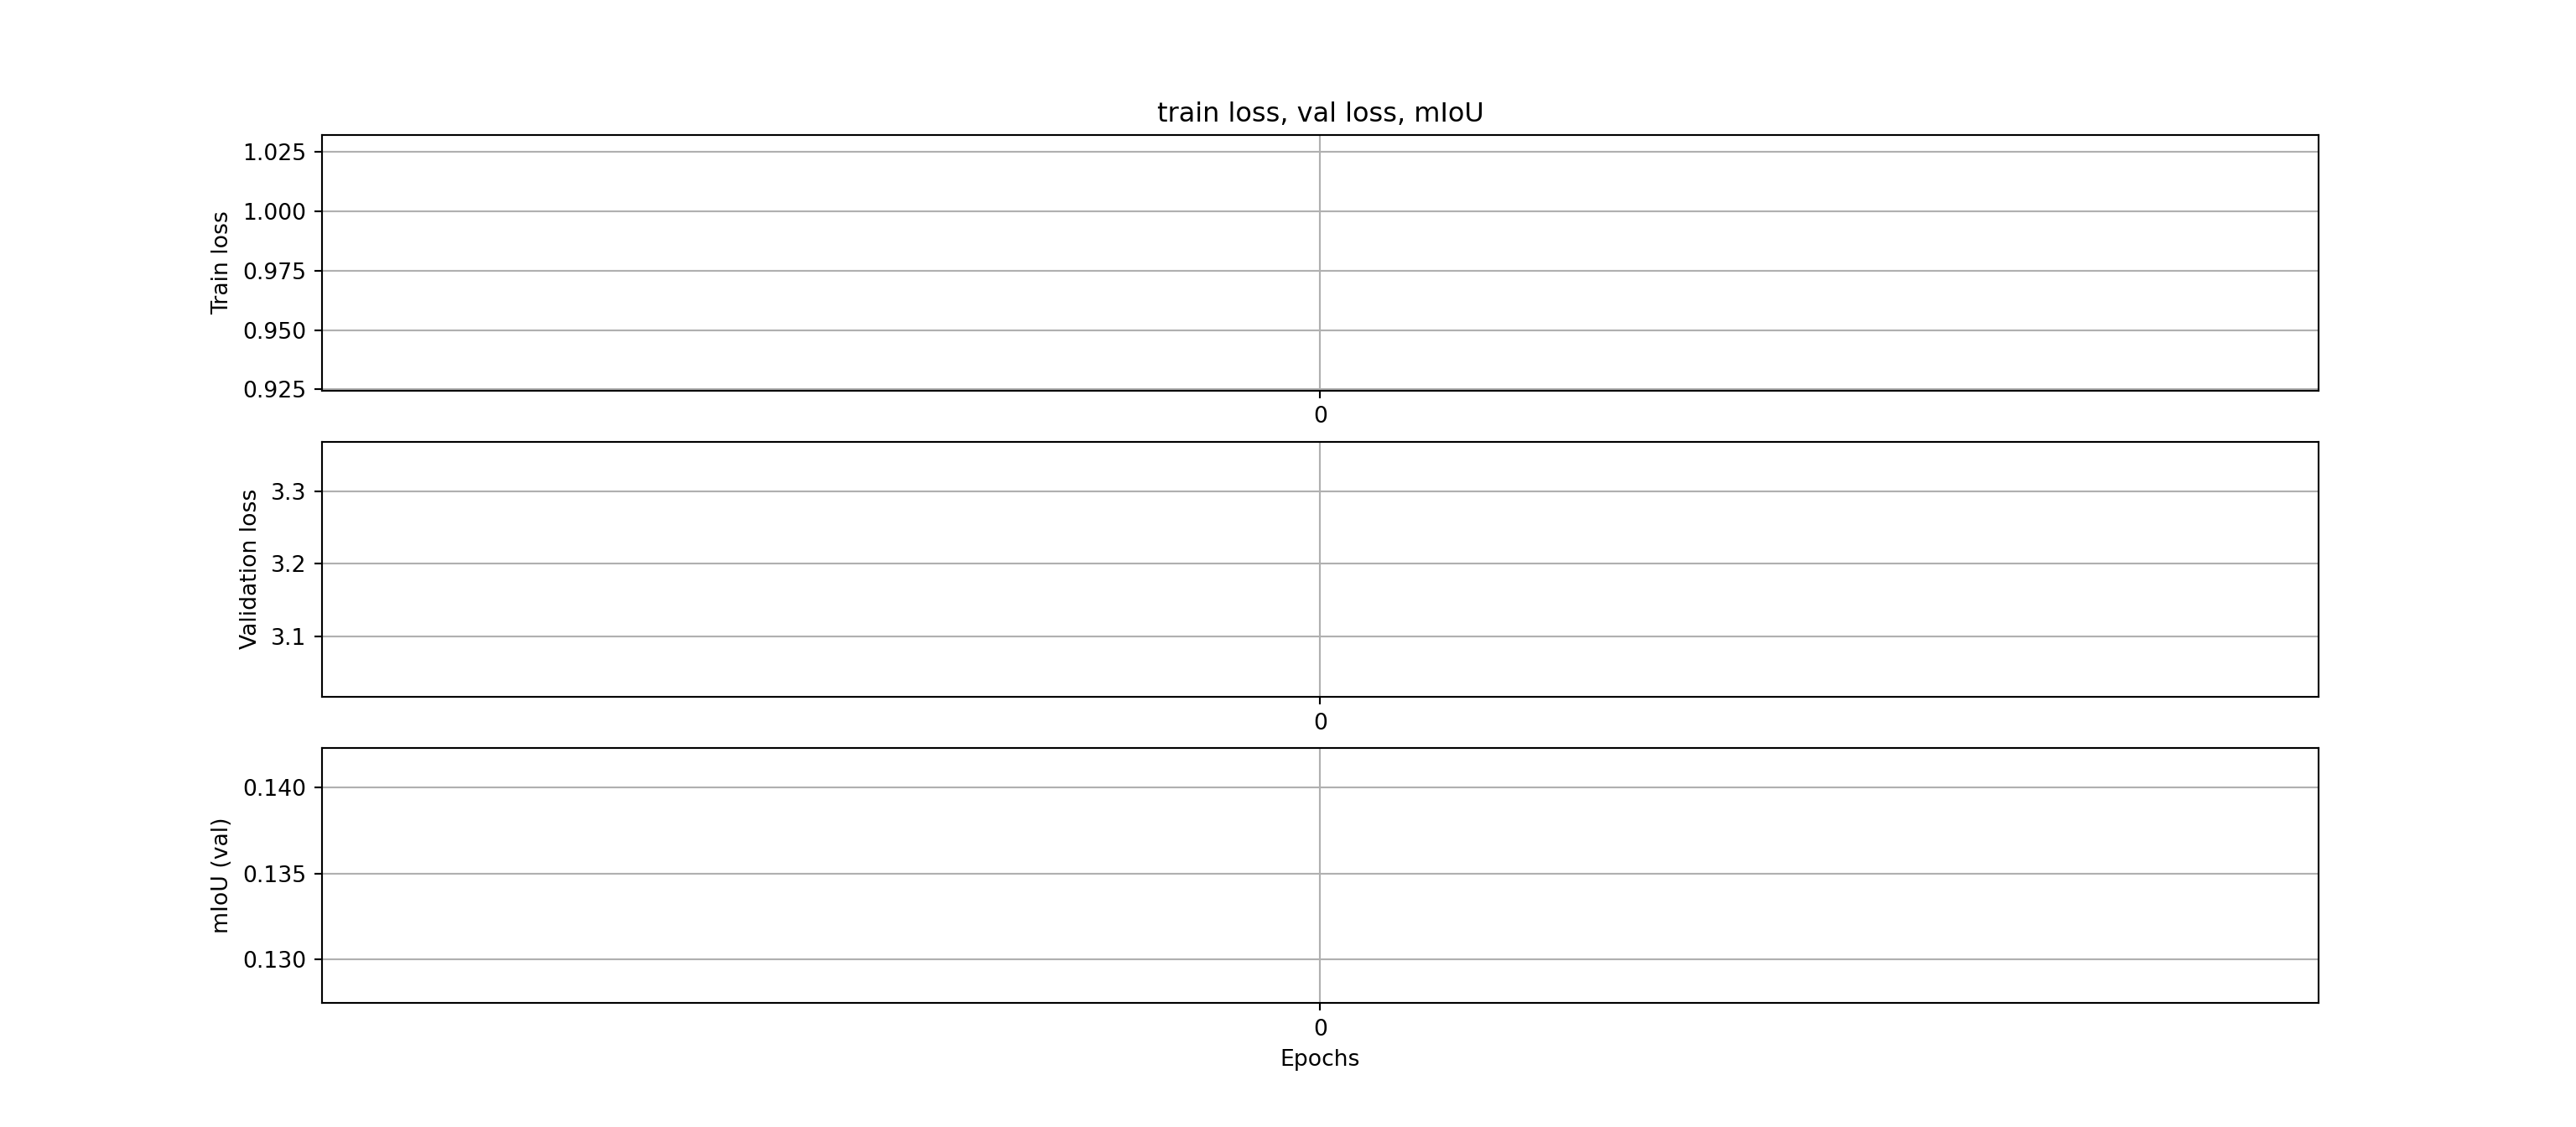 train loss, val loss, mIoU
Train loss
1.025
1.000
0.975
0.950
0.925
0
Validation loss
3.3
3.2
3.1
0
mIoU (val)
0.140
0.135
0.130
0
Epochs